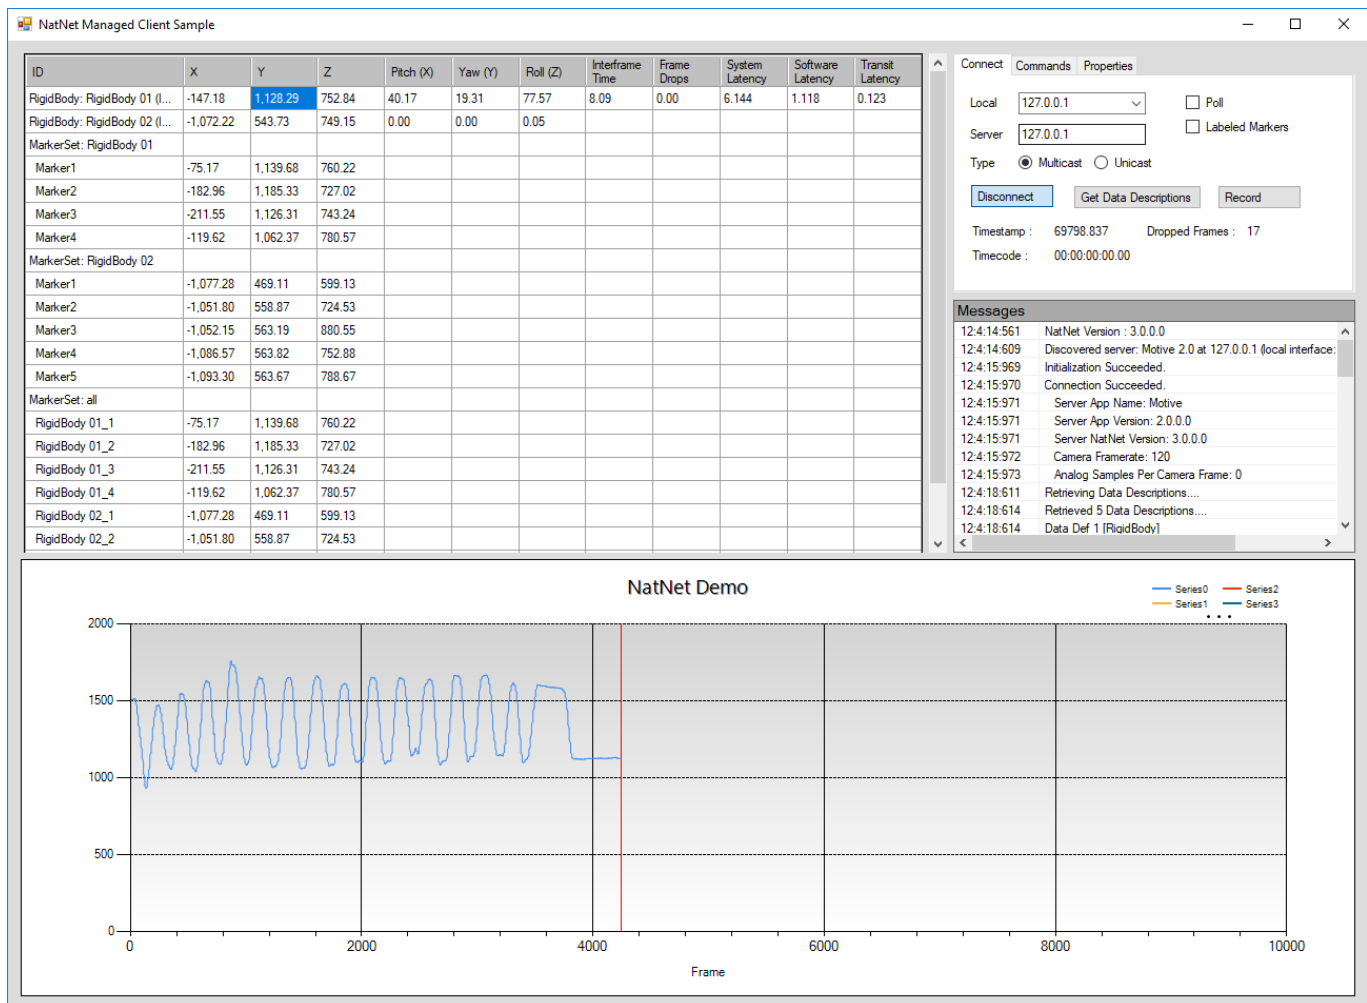 NatNet Managed Client Sample
ID X Y Z Pitch (X) Yaw (Y) Roll (Z) Interframe Time Frame Drops System Latency Software Latency Transit Latency
RigidBody: RigidBody 01 (I... -147.18 1,128.29 752.84 40.17 19.31 77.57 8.09 0.00 6.144 1.118 0.123
RigidBody: RigidBody 02 (I... -1,072.22 543.73 749.15 0.00 0.00 0.05
MarkerSet: RigidBody 01
Marker1 -75.17 1,139.68 760.22
Marker2 -182.96 1,185.33 727.02
Marker3 -211.55 1,126.31 743.24
Marker4 -119.62 1,062.37 780.57
MarkerSet: RigidBody 02
Marker1 -1,077.28 469.11 599.13
Marker2 -1,051.80 558.87 724.53
Marker3 -1,052.15 563.19 880.55
Marker4 -1,086.57 563.82 752.88
Marker5 -1,093.30 563.67 788.67
MarkerSet: all
RigidBody 01_1 -75.17 1,139.68 760.22
RigidBody 01_2 -182.96 1,185.33 727.02
RigidBody 01_3 -211.55 1,126.31 743.24
RigidBody 01_4 -119.62 1,062.37 780.57
RigidBody 02_1 -1,077.28 469.11 599.13
RigidBody 02_2 -1,051.80 558.87 724.53
Connect Commands Properties
Local 127.0.0.1 Poll
Server 127.0.0.1 Labeled Markers
Type Multicast Unicast
Disconnect Get Data Descriptions Record
Timestamp : 69798.837 Dropped Frames : 17
Timecode : 00:00:00:00.00
Messages
12:4:14:561 NatNet Version : 3.0.0.0
12:4:14:609 Discovered server: Motive 2.0 at 127.0.0.1 (local interface:
12:4:15:969 Initialization Succeeded.
12:4:15:970 Connection Succeeded.
12:4:15:971 Server App Name: Motive
12:4:15:971 Server App Version: 2.0.0.0
12:4:15:971 Server NatNet Version: 3.0.0.0
12:4:15:972 Camera Framerate: 120
12:4:15:973 Analog Samples Per Camera Frame: 0
12:4:18:611 Retrieving Data Descriptions....
12:4:18:614 Retrieved 5 Data Descriptions....
12:4:18:614 Data Def 1 [RigidBody]
NatNet Demo
Series0 Series2
Series1 Series3
...
2000
1500
1000
500
0
0 2000 4000 6000 8000 10000
Frame